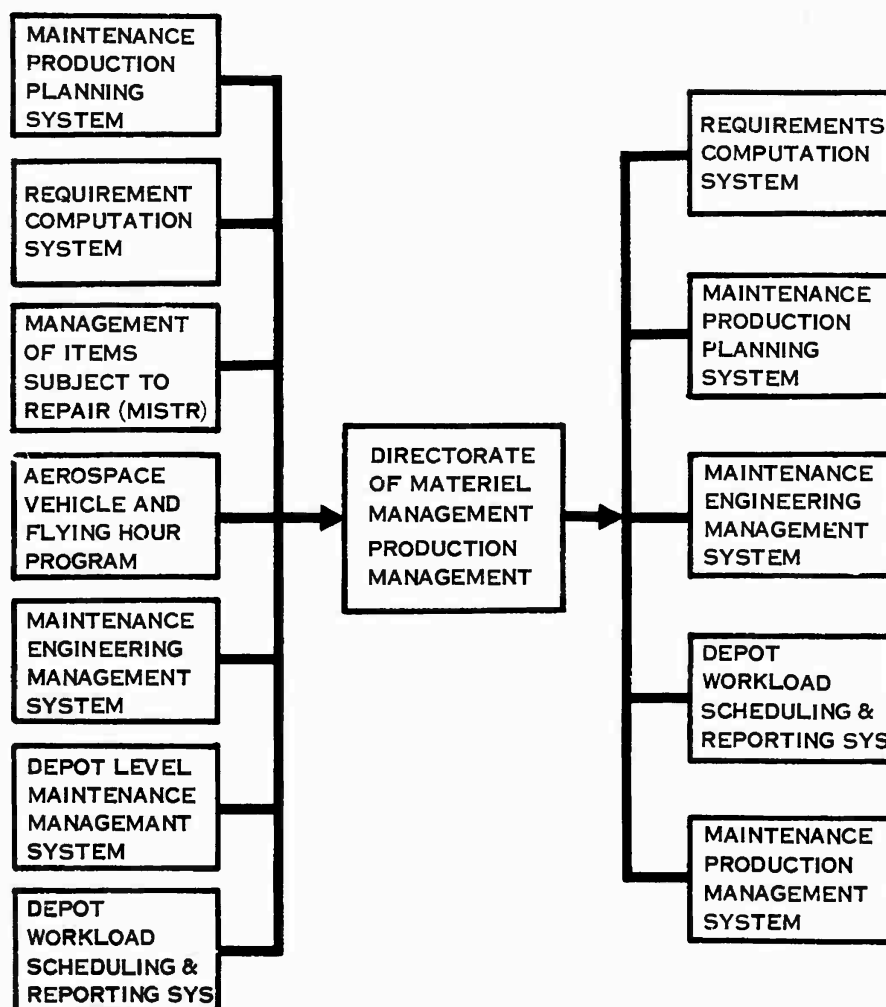 MAINTENANCE
PRODUCTION
PLANNING
SYSTEM
REQUIREMENT
COMPUTATION
SYSTEM
MANAGEMENT
OF ITEMS
SUBJECT TO
REPAIR (MISTR)
AEROSPACE
VEHICLE AND
FLYING HOUR
PROGRAM
MAINTENANCE
ENGINEERING
MANAGEMENT
SYSTEM
DEPOT LEVEL
MAINTENANCE
MANAGEMANT
SYSTEM
DEPOT
WORKLOAD
SCHEDULING &
REPORTING SYS
DIRECTORATE
OF MATERIEL
MANAGEMENT
PRODUCTION
MANAGEMENT
REQUIREMENTS
COMPUTATION
SYSTEM
MAINTENANCE
PRODUCTION
PLANNING
SYSTEM
MAINTENANCE
ENGINEERING
MANAGEMENT
SYSTEM
DEPOT
WORKLOAD
SCHEDULING &
REPORTING SYS
MAINTENANCE
PRODUCTION
MANAGEMENT
SYSTEM